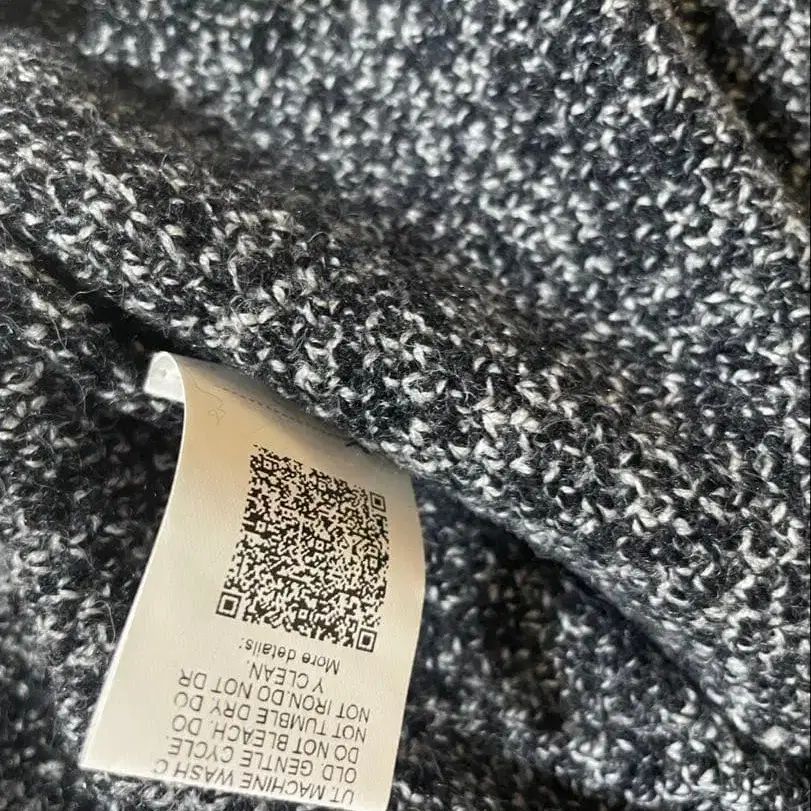 UT. MACHINE WASH C
OLD. GENTLE CYCLE.
DO NOT BLEACH. DO
NOT TUMBLE DRY. DO
NOT IRON.DO NOT DR
Y CLEAN.
More details: